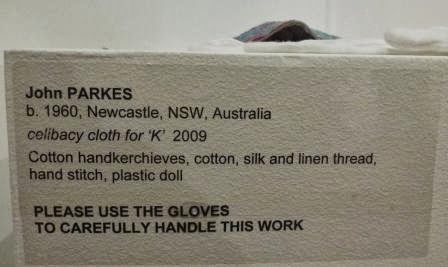 John PARKES
b. 1960, Newcastle, NSW, Australia
celibacy cloth for ‘K’ 2009
Cotton handkerchieves, cotton, silk and linen thread,
hand stitch, plastic doll
PLEASE USE THE GLOVES
TO CAREFULLY HANDLE THIS WORK